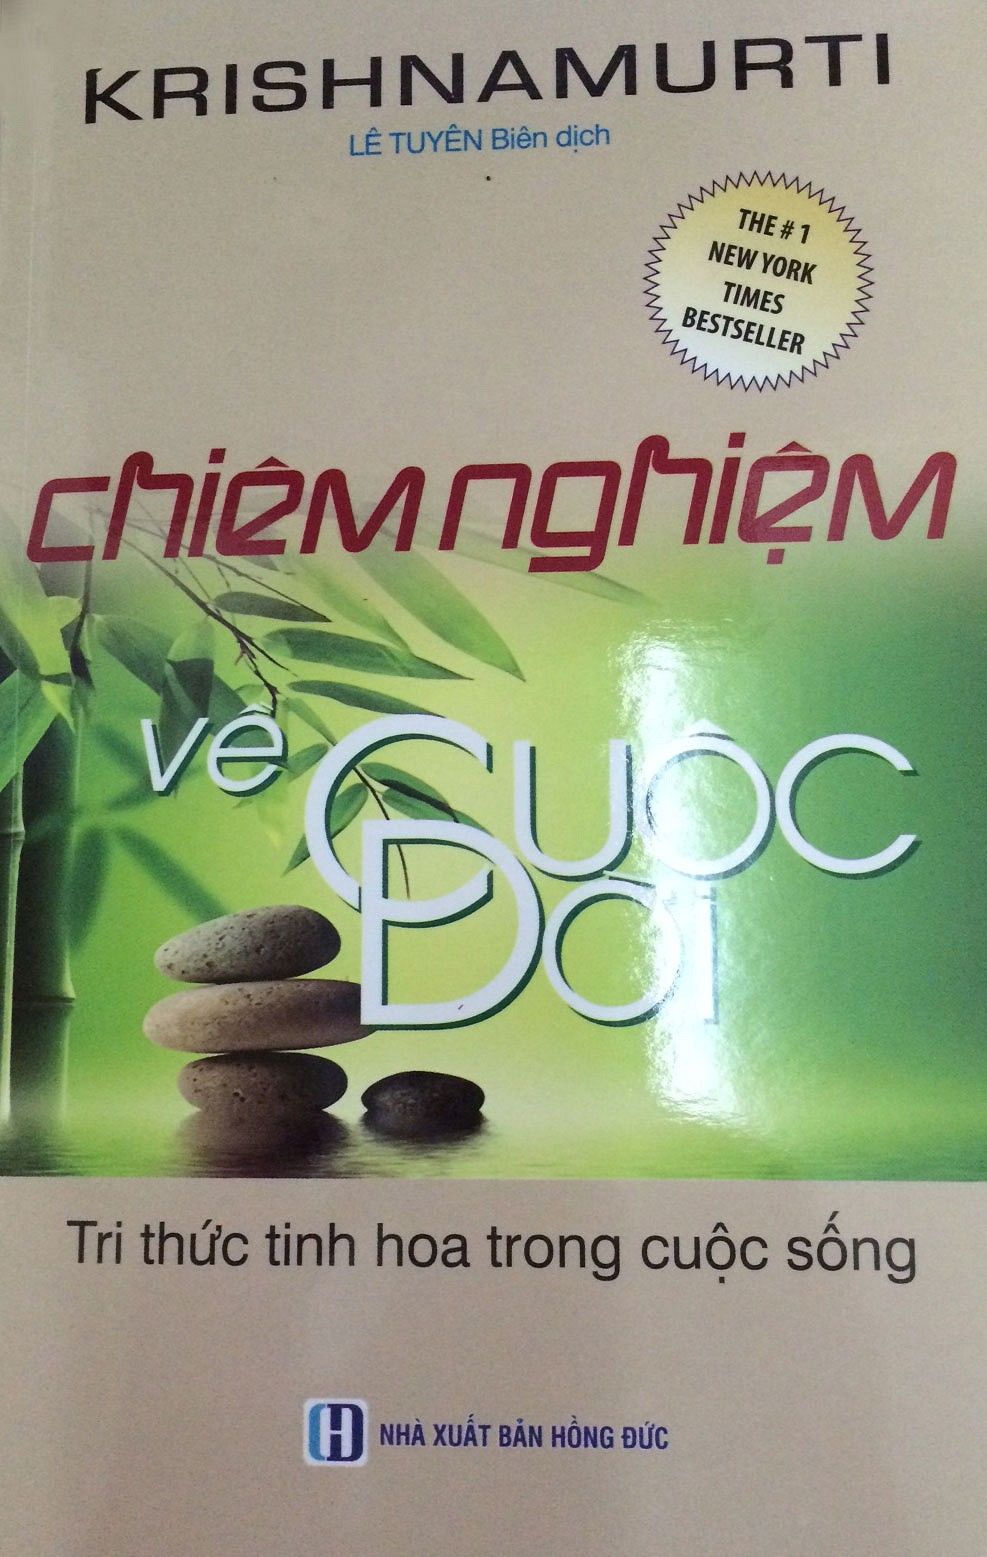 KRISHNAMURTI
LÊ TUYÊN Biên dịch
THE # 1
NEW YORK
TIMES
BESTSELLER
chiêm nghiệm
về Cuộc
Đời
Tri thức tinh hoa trong cuộc sống
NHÀ XUẤT BẢN HỒNG ĐỨC